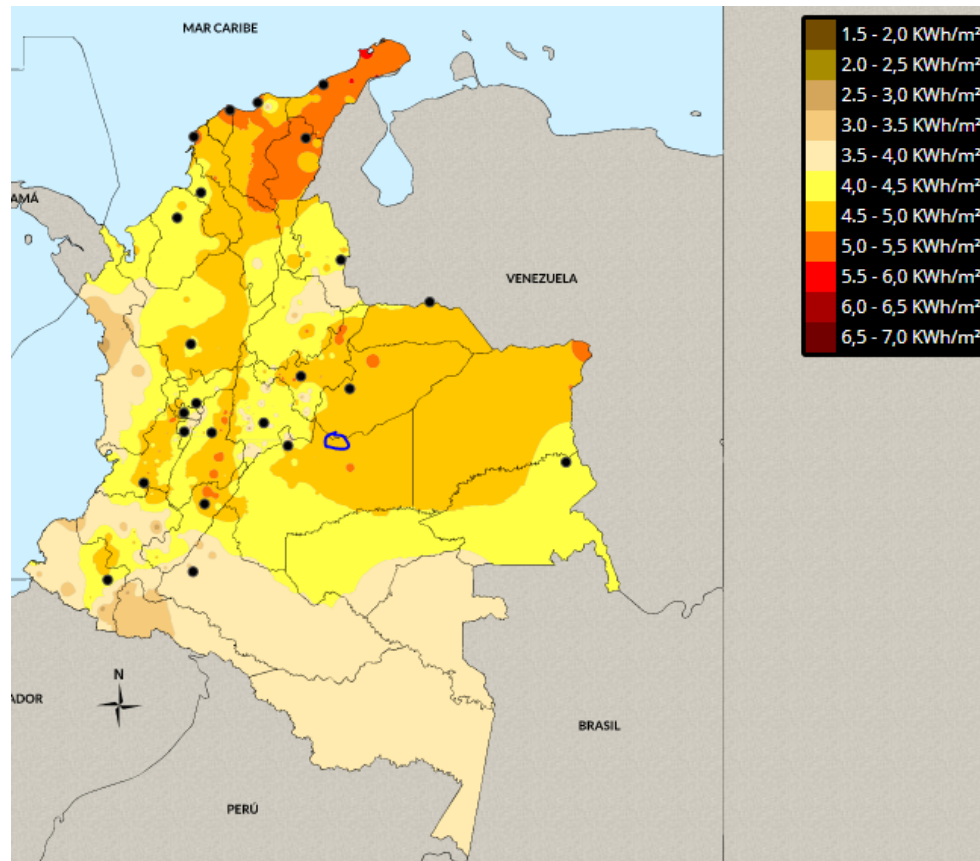 MAR CARIBE
AMÁ
VENEZUELA
N
ADOR
BRASIL
PERÚ
1.5 - 2,0 KWh/m²
2.0 - 2,5 KWh/m²
2.5 - 3,0 KWh/m²
3.0 - 3.5 KWh/m²
3.5 - 4,0 KWh/m²
4,0 - 4,5 KWh/m²
4.5 - 5,0 KWh/m²
5,0 - 5,5 KWh/m²
5.5 - 6,0 KWh/m²
6,0 - 6,5 KWh/m²
6,5 - 7,0 KWh/m²